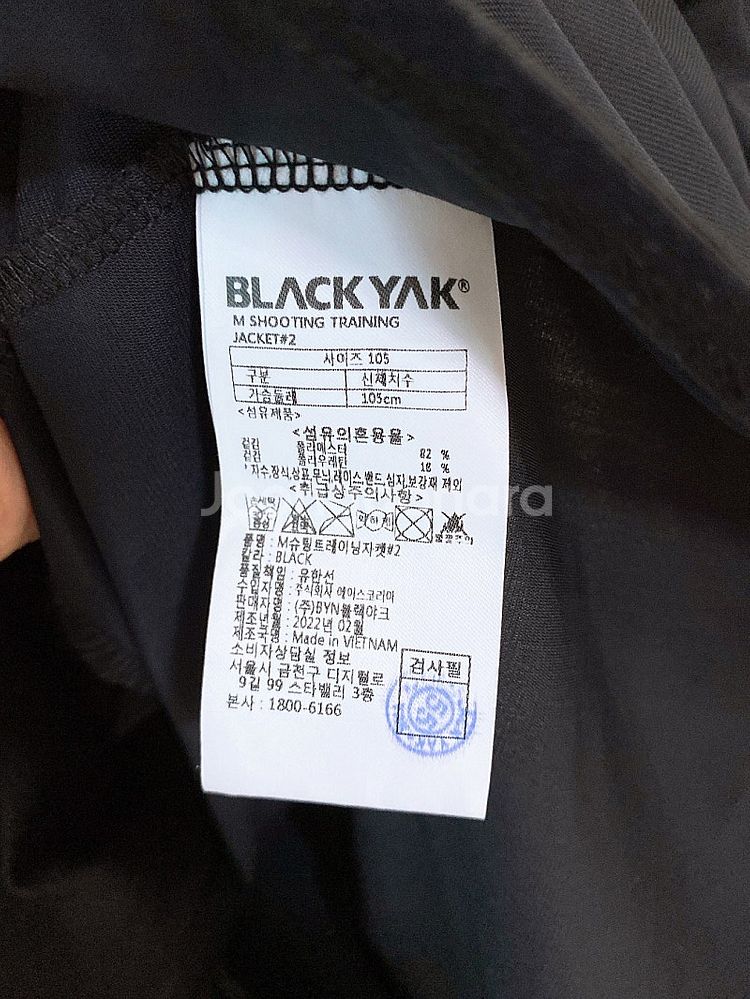 BLACKYAK®
M SHOOTING TRAINING
JACKET#2
사이즈 105
구분 신체치수
가슴둘레 105cm
<섬유제품>
<섬유의혼용율>
겉감 폴리에스터 82 %
겉감 폴리우레탄 18 %
*자수,장식,상표,무늬,레이스밴드,심지,보강재 제외
<취급상주의사항>
품명 : M슈팅트레이닝자켓#2
칼라 : BLACK
품질책임 : 유한선
수입자명 : 주식회사 에이스코리아
판매자명 : (주)BYN블랙야크
제조년월 : 2022년 02월
제조국명 : Made in VIETNAM
소비자상담실 정보
서울시 금천구 디지털로
9길 99 스타밸리 3층
본사 : 1800-6166
검사필